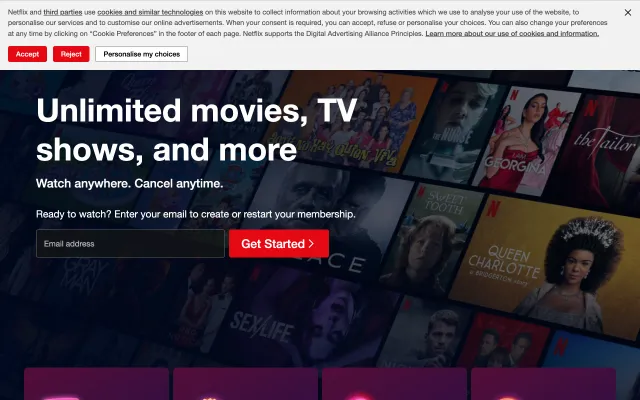 Netflix and third parties use cookies and similar technologies on this website to collect information about your browsing activities which we use to analyse your use of the website, to
personalise our services and to customise our online advertisements. When your consent is required, you can accept, refuse or personalise your choices. You can also change your preferences
at any time by clicking on “Cookie Preferences” in the footer of each page. Netflix supports the Digital Advertising Alliance Principles. Learn more about our use of cookies and information.
Accept
Reject
Personalise my choices
Unlimited movies, TV
shows, and more
Watch anywhere. Cancel anytime.
Ready to watch? Enter your email to create or restart your membership.
Email address
Get Started
THE NURSE
I AM
GEORGINA
the Tailor
SWEET
TOOTH
QUEEN
CHARLOTTE
A BRIDGERTON STORY
SEX/LIFE